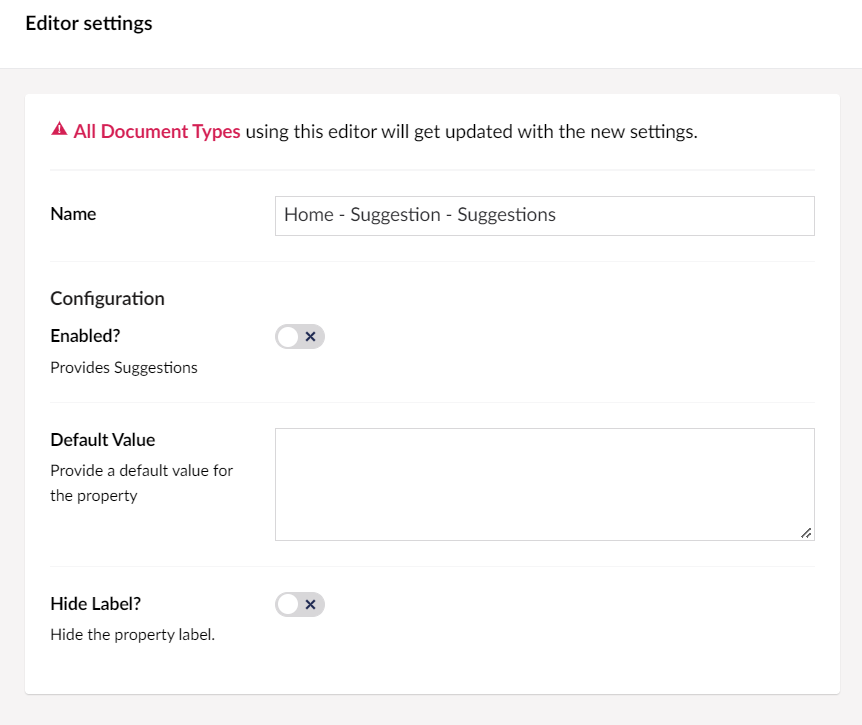 Editor settings
All Document Types using this editor will get updated with the new settings.
Name
Home - Suggestion - Suggestions
Configuration
Enabled?
Provides Suggestions
Default Value
Provide a default value for
the property
Hide Label?
Hide the property label.